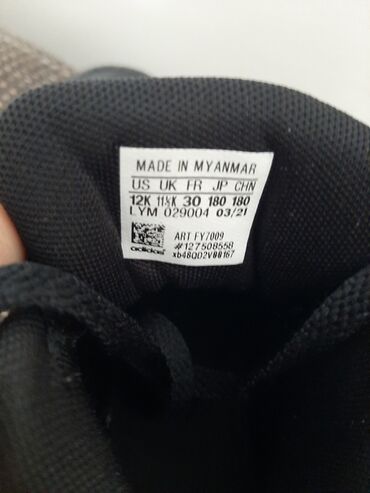 MADE IN MYANMAR
US UK FR JP CHN
12K 11½K 30 180 180
LYM 029004 03/21
ART FY7009
#127508558
xb48QD2V00167
adidas